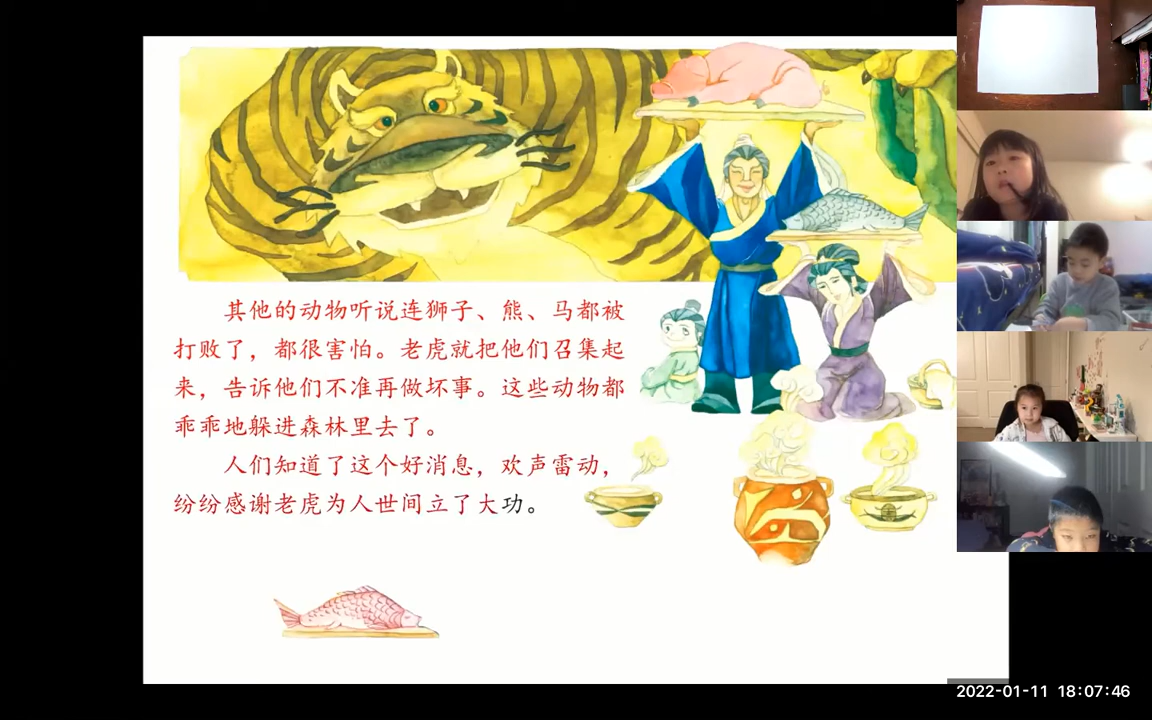 其他的动物听说连狮子、熊、马都被
打败了，都很害怕。老虎就把他们召集起
来，告诉他们不准再做坏事。这些动物都
乖乖地躲进森林里去了。
人们知道了这个好消息，欢声雷动，
纷纷感谢老虎为人世间立了大功。
2022-01-11 18:07:46